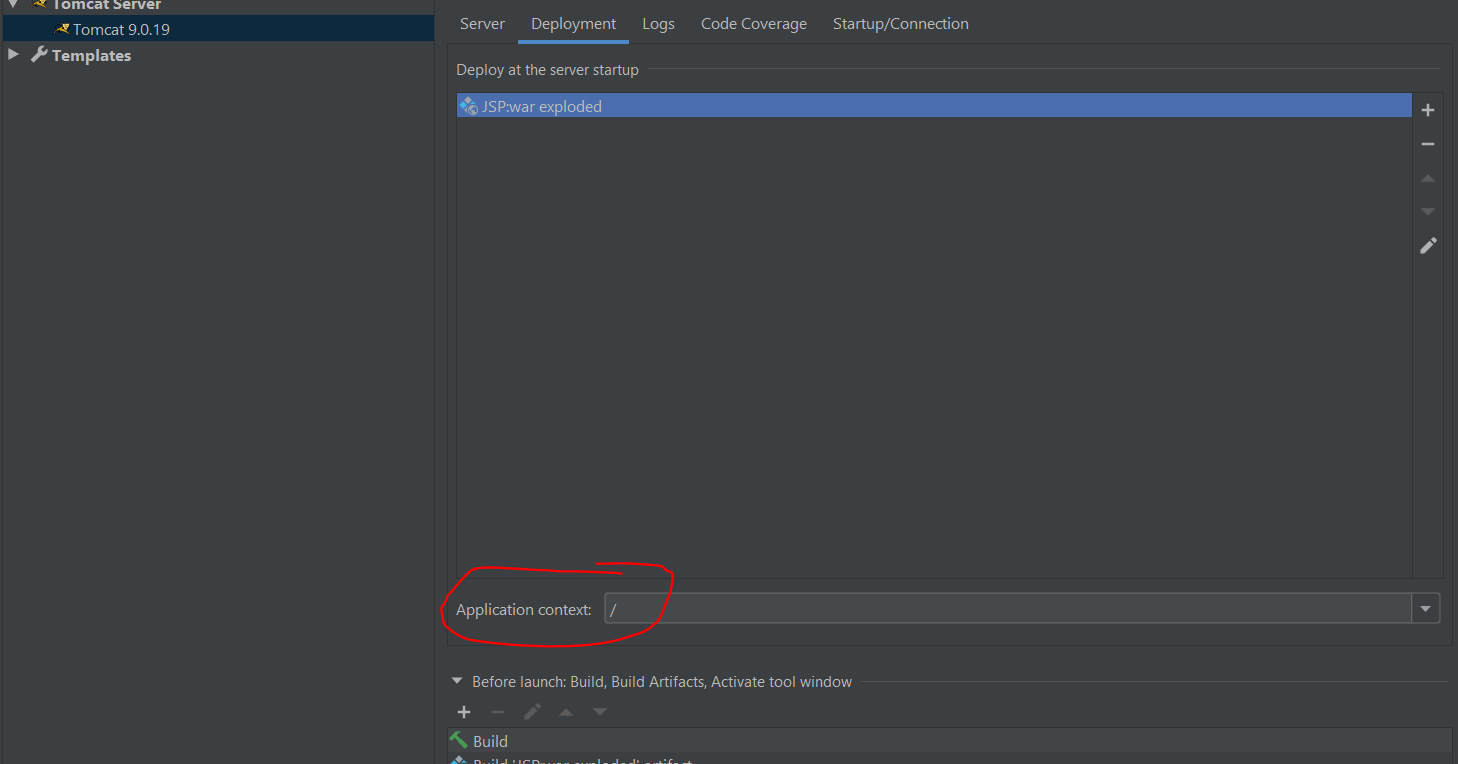 Tomcat Server
Tomcat 9.0.19
Templates
Server Deployment Logs Code Coverage Startup/Connection
Deploy at the server startup
JSP:war exploded
Application context: /
Before launch: Build, Build Artifacts, Activate tool window
Build
Build 'JSP:war exploded' artifact